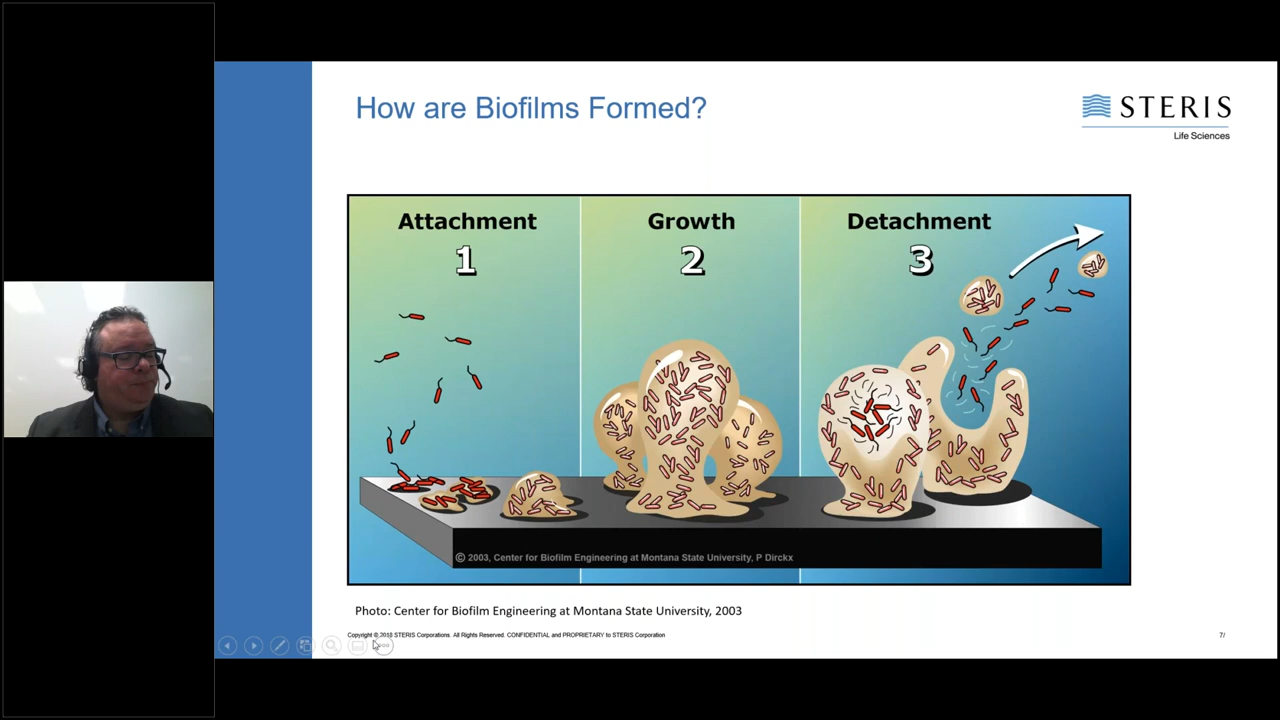 How are Biofilms Formed?
STERIS
Life Sciences
Attachment
1
Growth
2
Detachment
3
© 2003, Center for Biofilm Engineering at Montana State University, P Dirckx
Photo: Center for Biofilm Engineering at Montana State University, 2003
Copyright © 2018 STERIS Corporations. All Rights Reserved. CONFIDENTIAL and PROPRIETARY to STERIS Corporation
7/